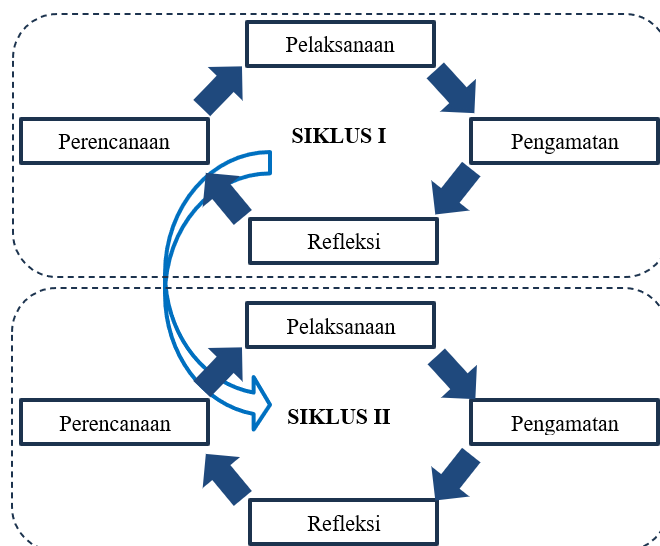 Pelaksanaan
Perencanaan
SIKLUS I
Pengamatan
Refleksi
Pelaksanaan
Perencanaan
SIKLUS II
Pengamatan
Refleksi